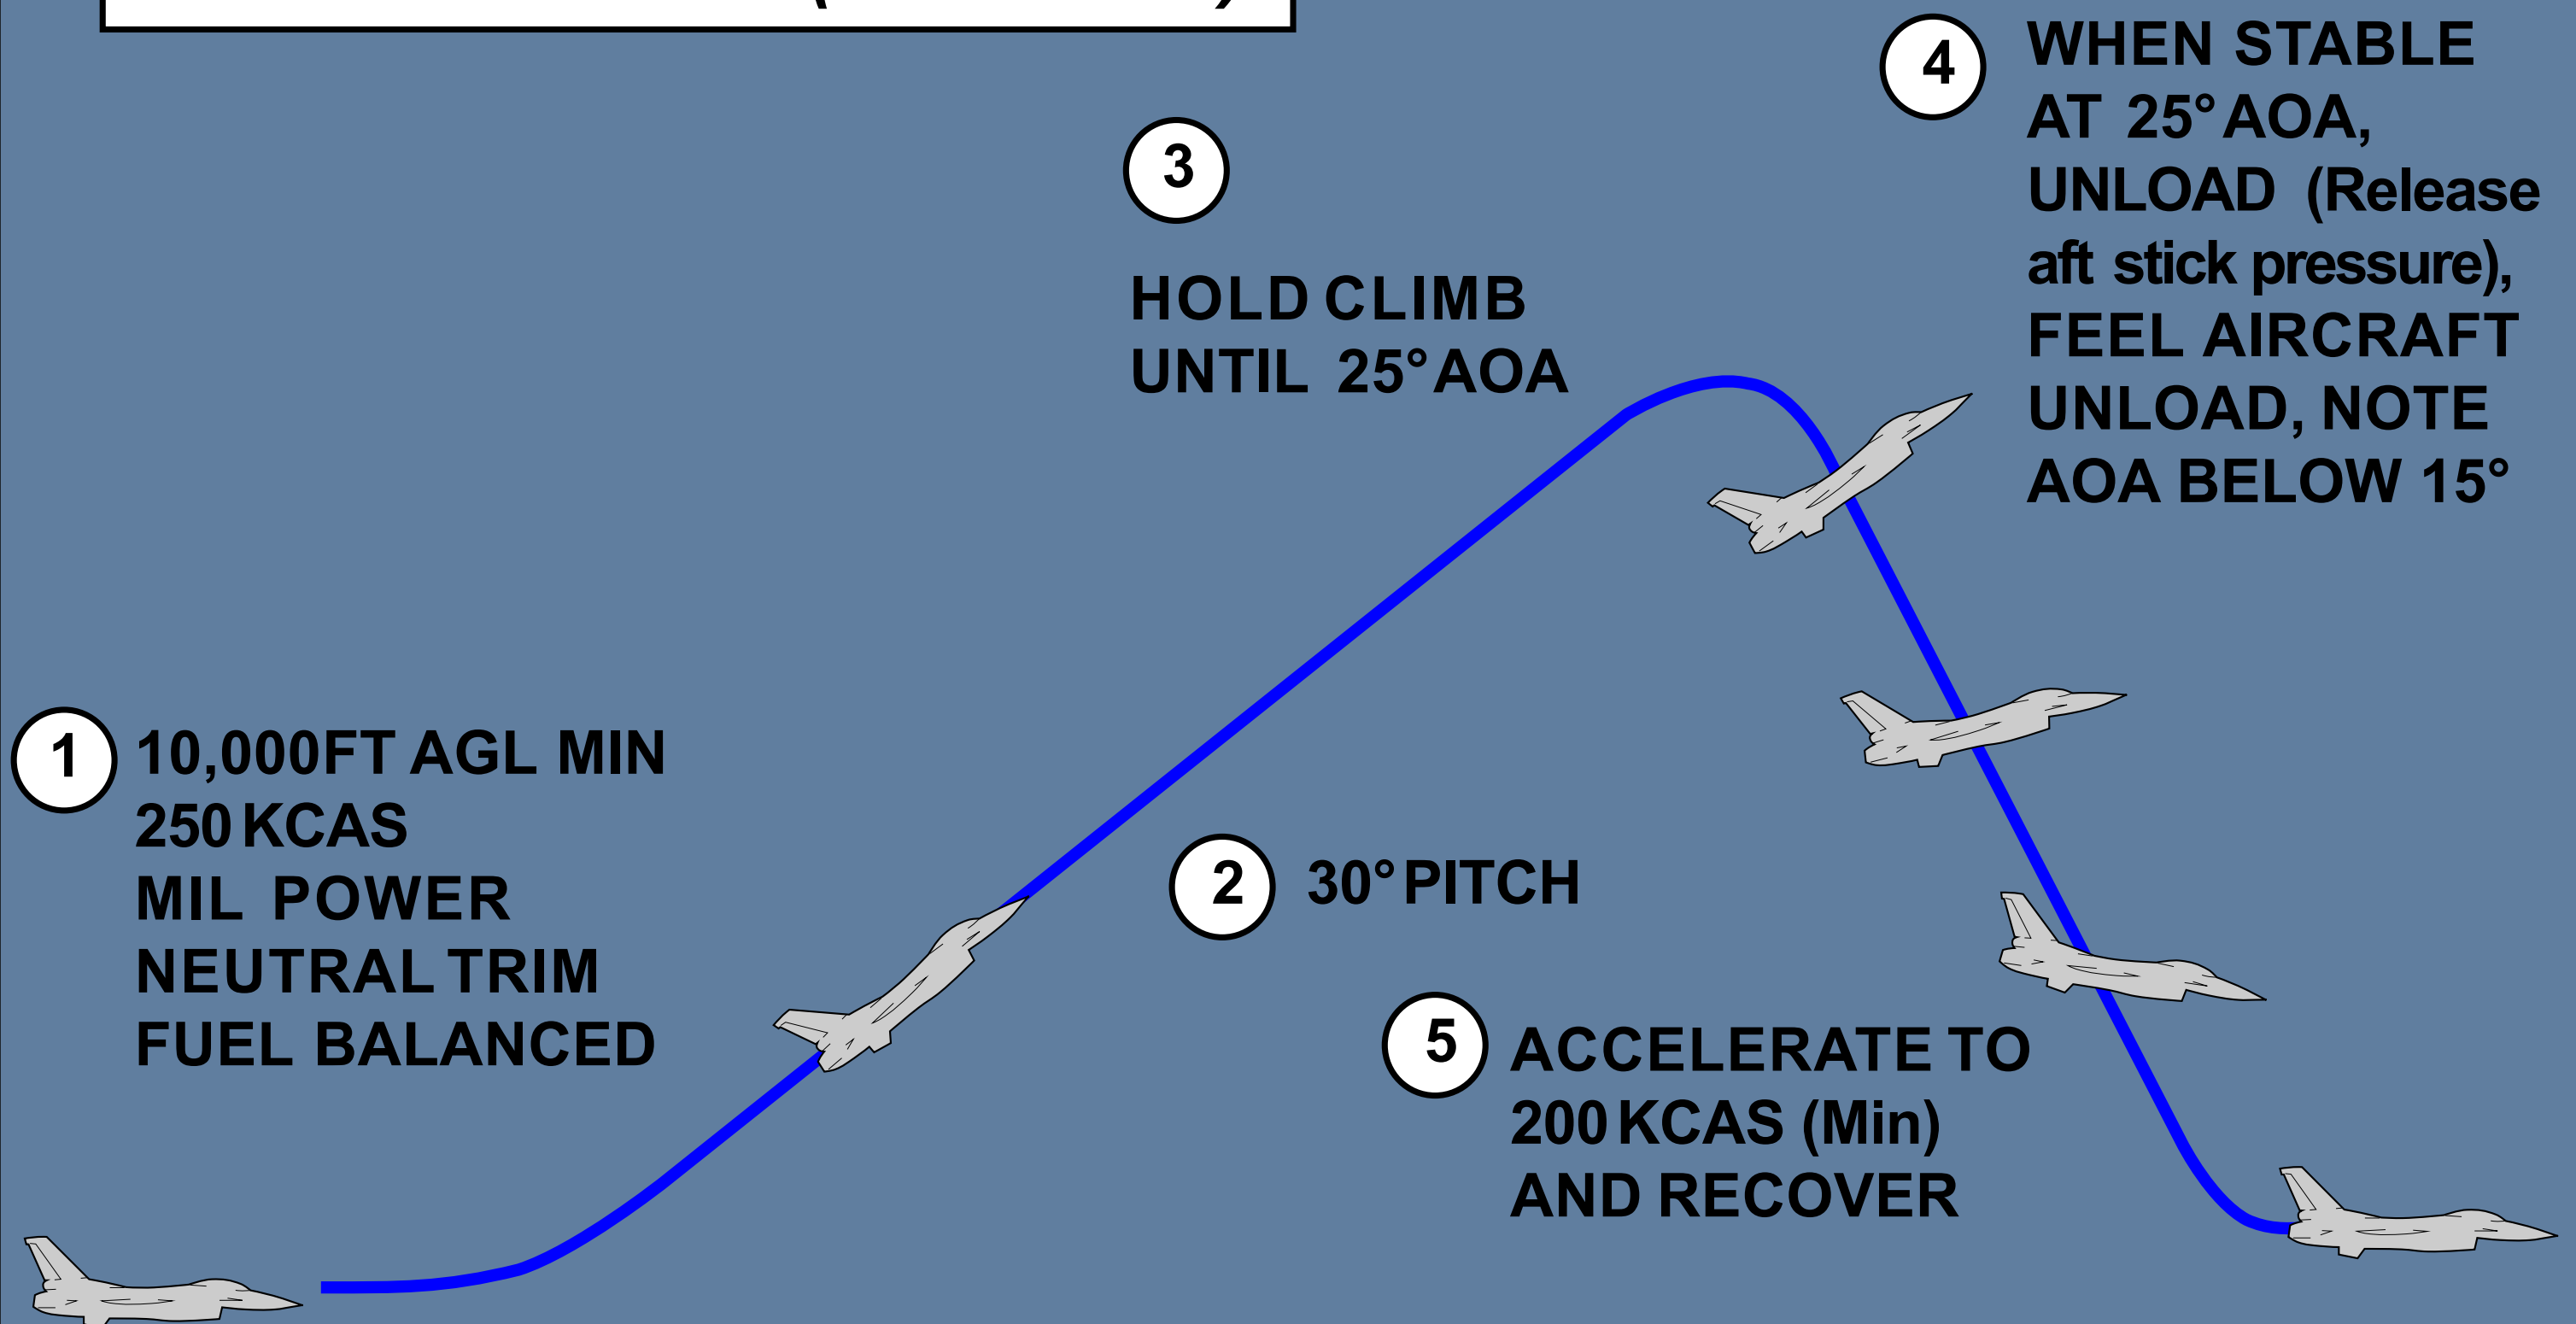 1
10,000FT AGL MIN
250 KCAS
MIL POWER
NEUTRAL TRIM
FUEL BALANCED
2
30° PITCH
3
HOLD CLIMB
UNTIL 25° AOA
4
WHEN STABLE
AT 25° AOA,
UNLOAD (Release
aft stick pressure),
FEEL AIRCRAFT
UNLOAD, NOTE
AOA BELOW 15°
5
ACCELERATE TO
200 KCAS (Min)
AND RECOVER